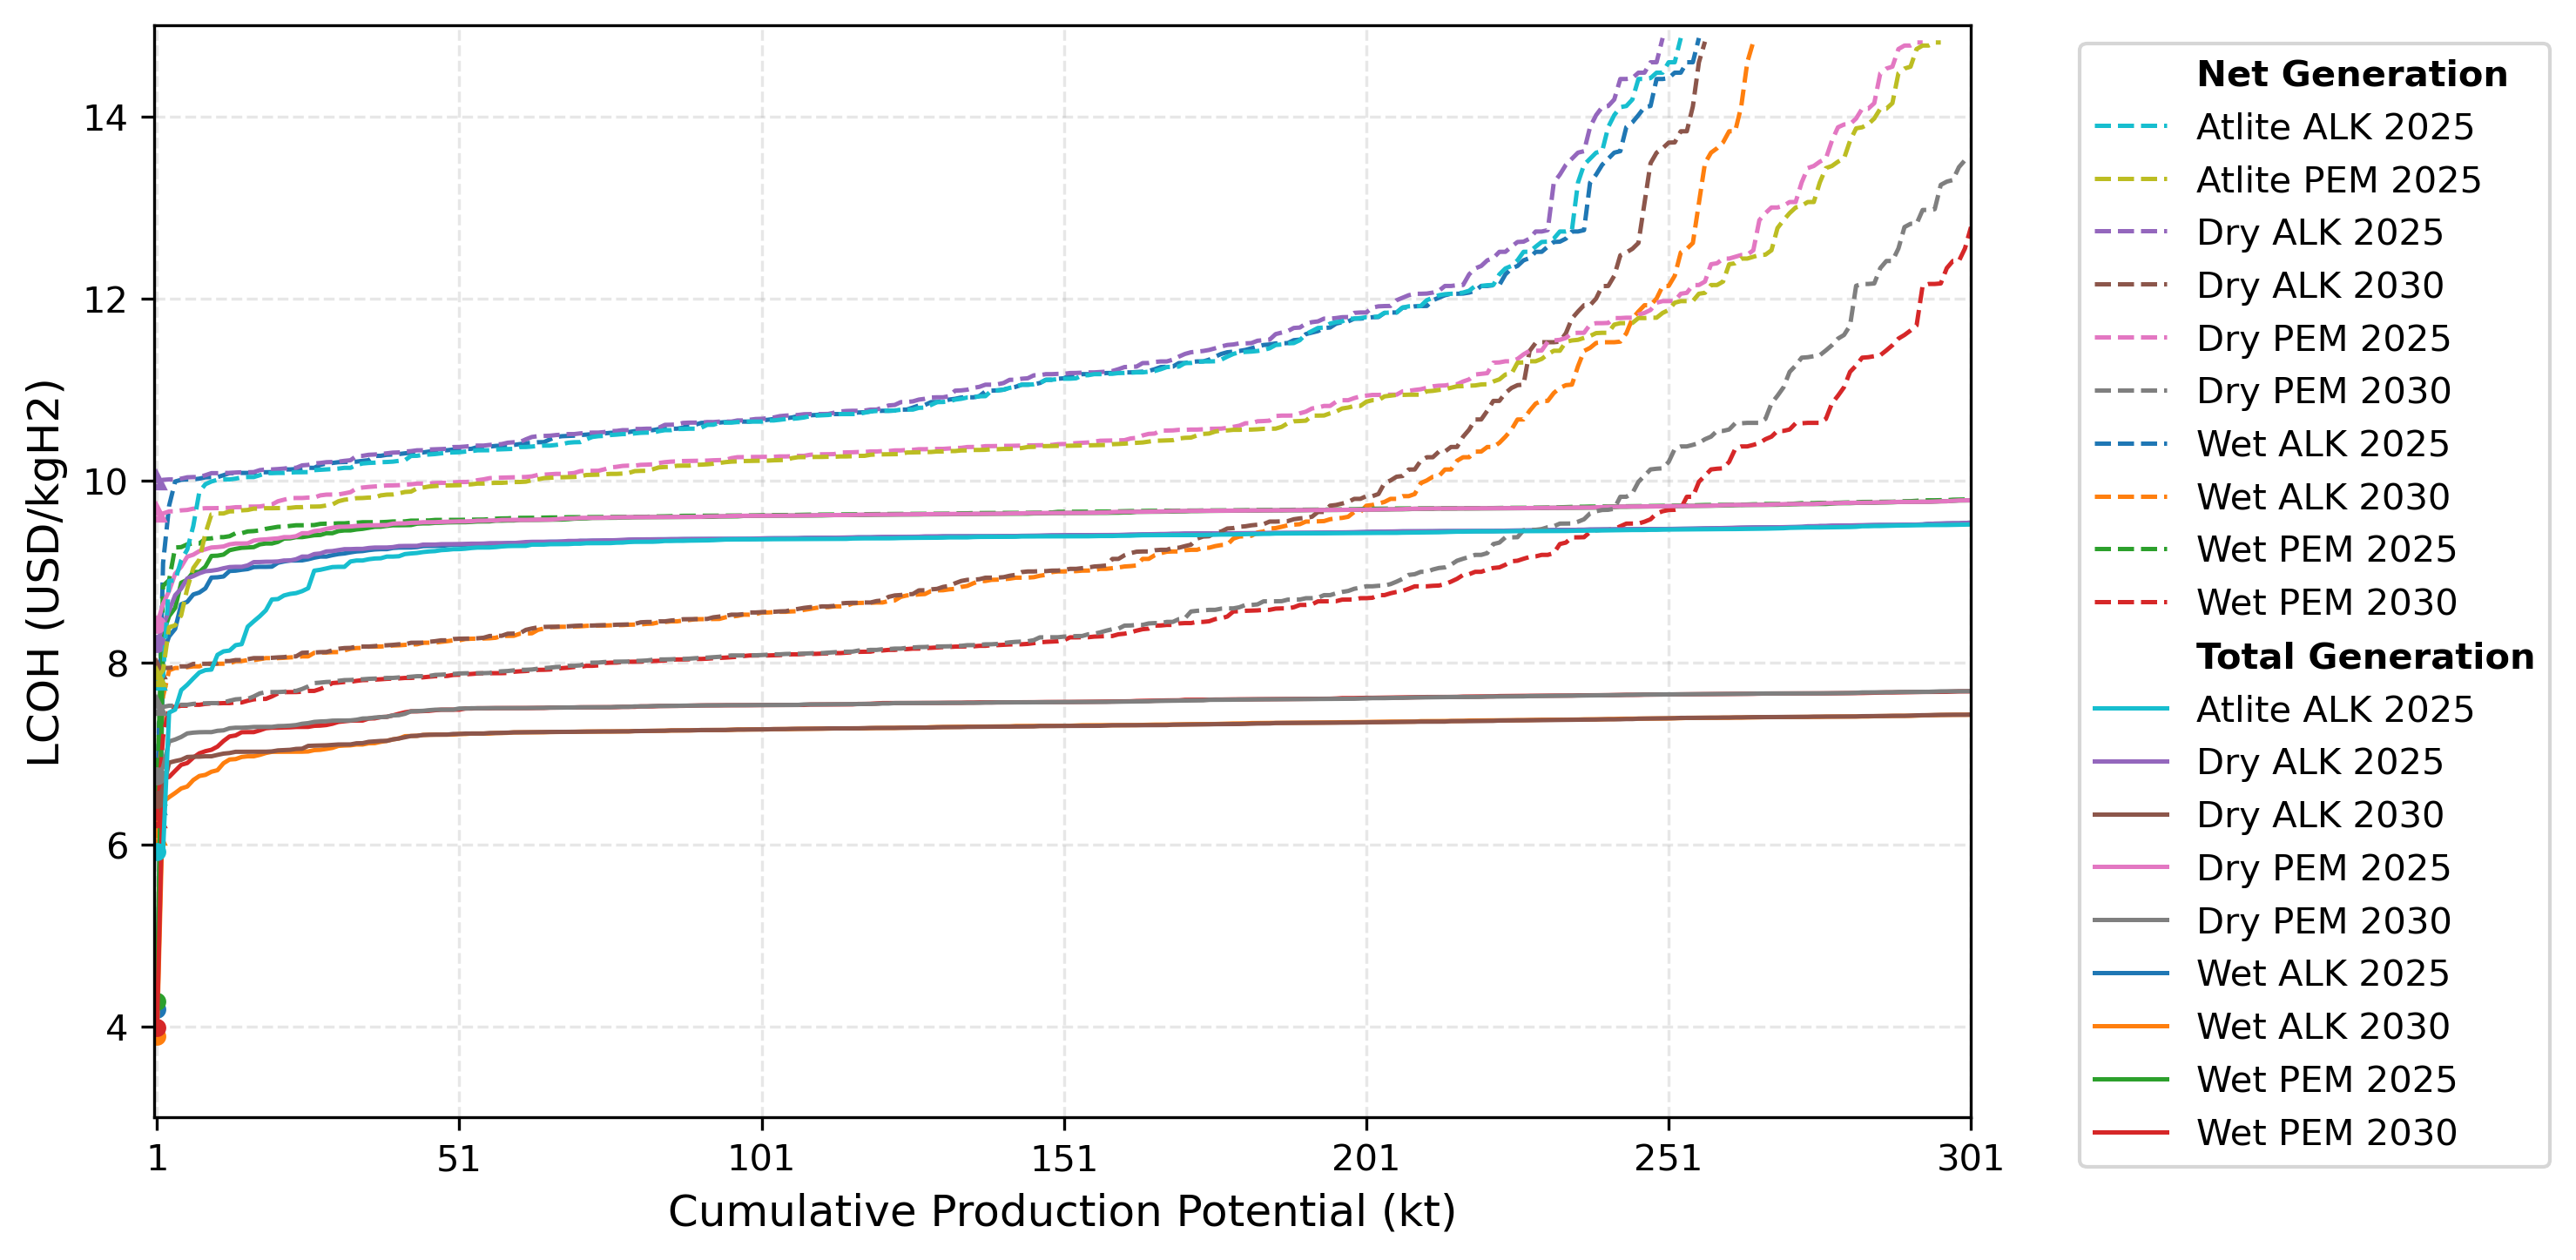 14
12
10
8
6
4
LCOH (USD/kgH2)
1 51 101 151 201 251 301
Cumulative Production Potential (kt)
Net Generation
Atlite ALK 2025
Atlite PEM 2025
Dry ALK 2025
Dry ALK 2030
Dry PEM 2025
Dry PEM 2030
Wet ALK 2025
Wet ALK 2030
Wet PEM 2025
Wet PEM 2030
Total Generation
Atlite ALK 2025
Dry ALK 2025
Dry ALK 2030
Dry PEM 2025
Dry PEM 2030
Wet ALK 2025
Wet ALK 2030
Wet PEM 2025
Wet PEM 2030